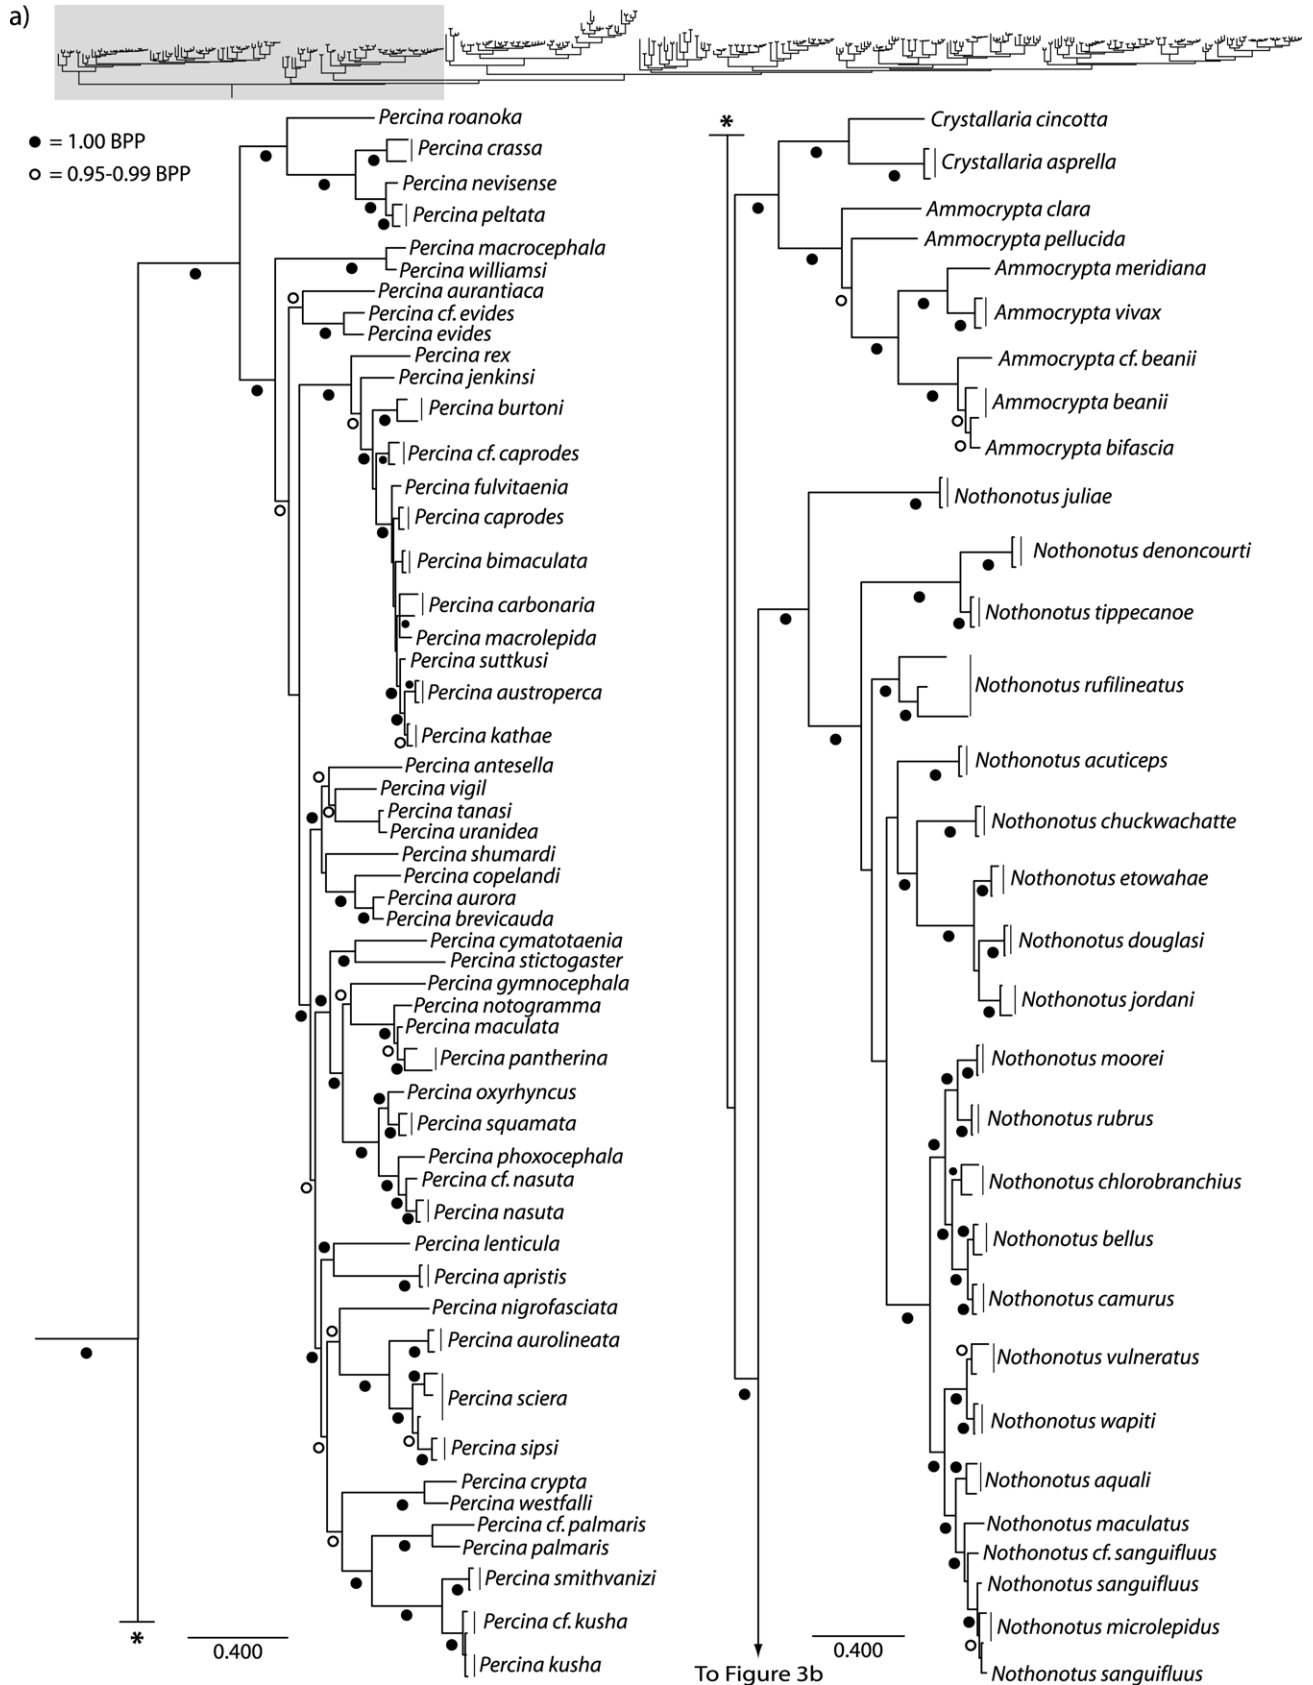 a)
● = 1.00 BPP
○ = 0.95-0.99 BPP
Percina roanoka
Percina crassa
Percina nevisense
Percina peltata
Percina macrocephala
Percina williamsi
Percina aurantiaca
Percina cf. evides
Percina evides
Percina rex
Percina jenkinsi
Percina burtoni
Percina cf. caprodes
Percina fulvitaenia
Percina caprodes
Percina bimaculata
Percina carbonaria
Percina macrolepida
Percina suttkusi
Percina austroperca
Percina kathae
Percina antesella
Percina vigil
Percina tanasi
Percina uranidea
Percina shumardi
Percina copelandi
Percina aurora
Percina brevicauda
Percina cymatotaenia
Percina stictogaster
Percina gymnocephala
Percina notogramma
Percina maculata
Percina pantherina
Percina oxyrhyncus
Percina squamata
Percina phoxocephala
Percina cf. nasuta
Percina nasuta
Percina lenticula
Percina apristis
Percina nigrofasciata
Percina aurolineata
Percina sciera
Percina sipsi
Percina crypta
Percina westfalli
Percina cf. palmaris
Percina palmaris
Percina smithvanizi
Percina cf. kusha
Percina kusha
*
0.400
*
Crystallaria cincotta
Crystallaria asprella
Ammocrypta clara
Ammocrypta pellucida
Ammocrypta meridiana
Ammocrypta vivax
Ammocrypta cf. beanii
Ammocrypta beanii
Ammocrypta bifascia
Nothonotus juliae
Nothonotus denoncourti
Nothonotus tippecanoe
Nothonotus rufilineatus
Nothonotus acuticeps
Nothonotus chuckwachatte
Nothonotus etowahae
Nothonotus douglasi
Nothonotus jordani
Nothonotus moorei
Nothonotus rubrus
Nothonotus chlorobranchius
Nothonotus bellus
Nothonotus camurus
Nothonotus vulneratus
Nothonotus wapiti
Nothonotus aquali
Nothonotus maculatus
Nothonotus cf. sanguifluus
Nothonotus sanguifluus
Nothonotus microlepidus
Nothonotus sanguifluus
0.400
To Figure 3b